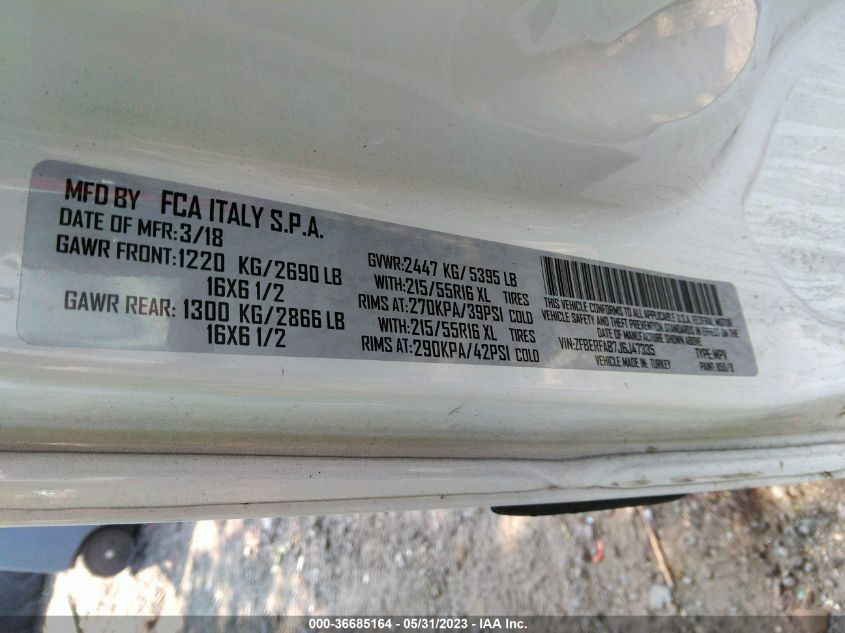 MFD BY FCA ITALY S.P.A.
DATE OF MFR:3/18
GAWR FRONT:1220 KG/2690 LB
16X6 1/2
GAWR REAR: 1300 KG/2866 LB
16X6 1/2
GVWR:2447 KG/5395 LB
WITH:215/55R16 XL TIRES
RIMS AT:270KPA/39PSI COLD
WITH:215/55R16 XL TIRES
RIMS AT:290KPA/42PSI COLD
THIS VEHICLE CONFORMS TO ALL APPLICABLE U.S.A. FEDERAL MOTOR
VEHICLE SAFETY AND THEFT PREVENTION STANDARDS IN EFFECT ON THE
DATE OF MANUFACTURE SHOWN ABOVE
VIN:ZFBERFAB7J6J47335 TYPE: MPV
VEHICLE MADE IN: TURKEY PAINT: 850/B
000-36685164 - 05/31/2023 - IAA Inc.